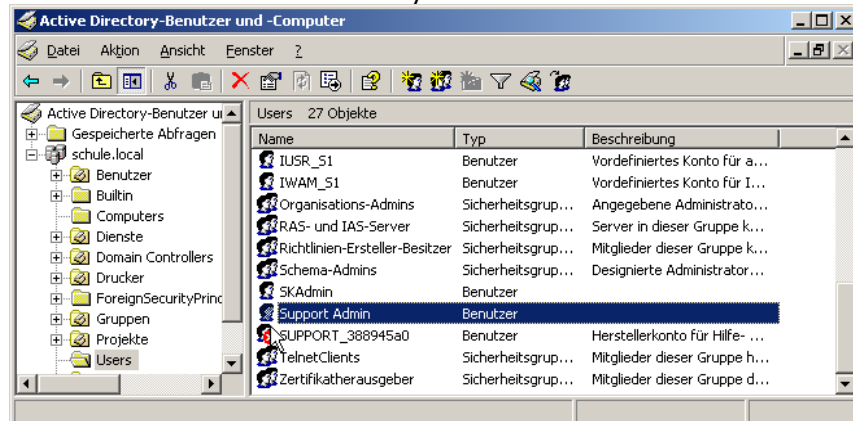 Active Directory-Benutzer und -Computer
Datei Aktion Ansicht Fenster ?
Active Directory-Benutzer u
Gespeicherte Abfragen
schule.local
Benutzer
Builtin
Computers
Dienste
Domain Controllers
Drucker
ForeignSecurityPrinc
Gruppen
Projekte
Users
Users 27 Objekte
Name Typ Beschreibung
IUSR_S1 Benutzer Vordefiniertes Konto für a...
IWAM_S1 Benutzer Vordefiniertes Konto für I...
Organisations-Admins Sicherheitsgrup... Angegebene Administrato...
RAS- und IAS-Server Sicherheitsgrup... Server in dieser Gruppe k...
Richtlinien-Ersteller-Besitzer Sicherheitsgrup... Mitglieder dieser Gruppe k...
Schema-Admins Sicherheitsgrup... Designierte Administrator...
SKAdmin Benutzer
Support Admin Benutzer
SUPPORT_388945a0 Benutzer Herstellerkonto für Hilfe- ...
TelnetClients Sicherheitsgrup... Mitglieder dieser Gruppe h...
Zertifikatherausgeber Sicherheitsgrup... Mitglieder dieser Gruppe d...